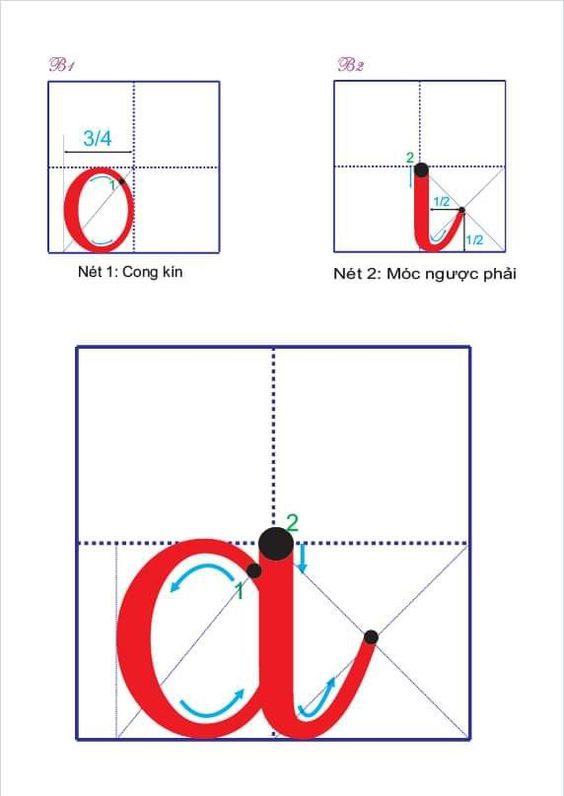 B1
B2
3/4
1
2
1/2
1/2
Nét 1: Cong kín
Nét 2: Móc ngược phải
2
1
a